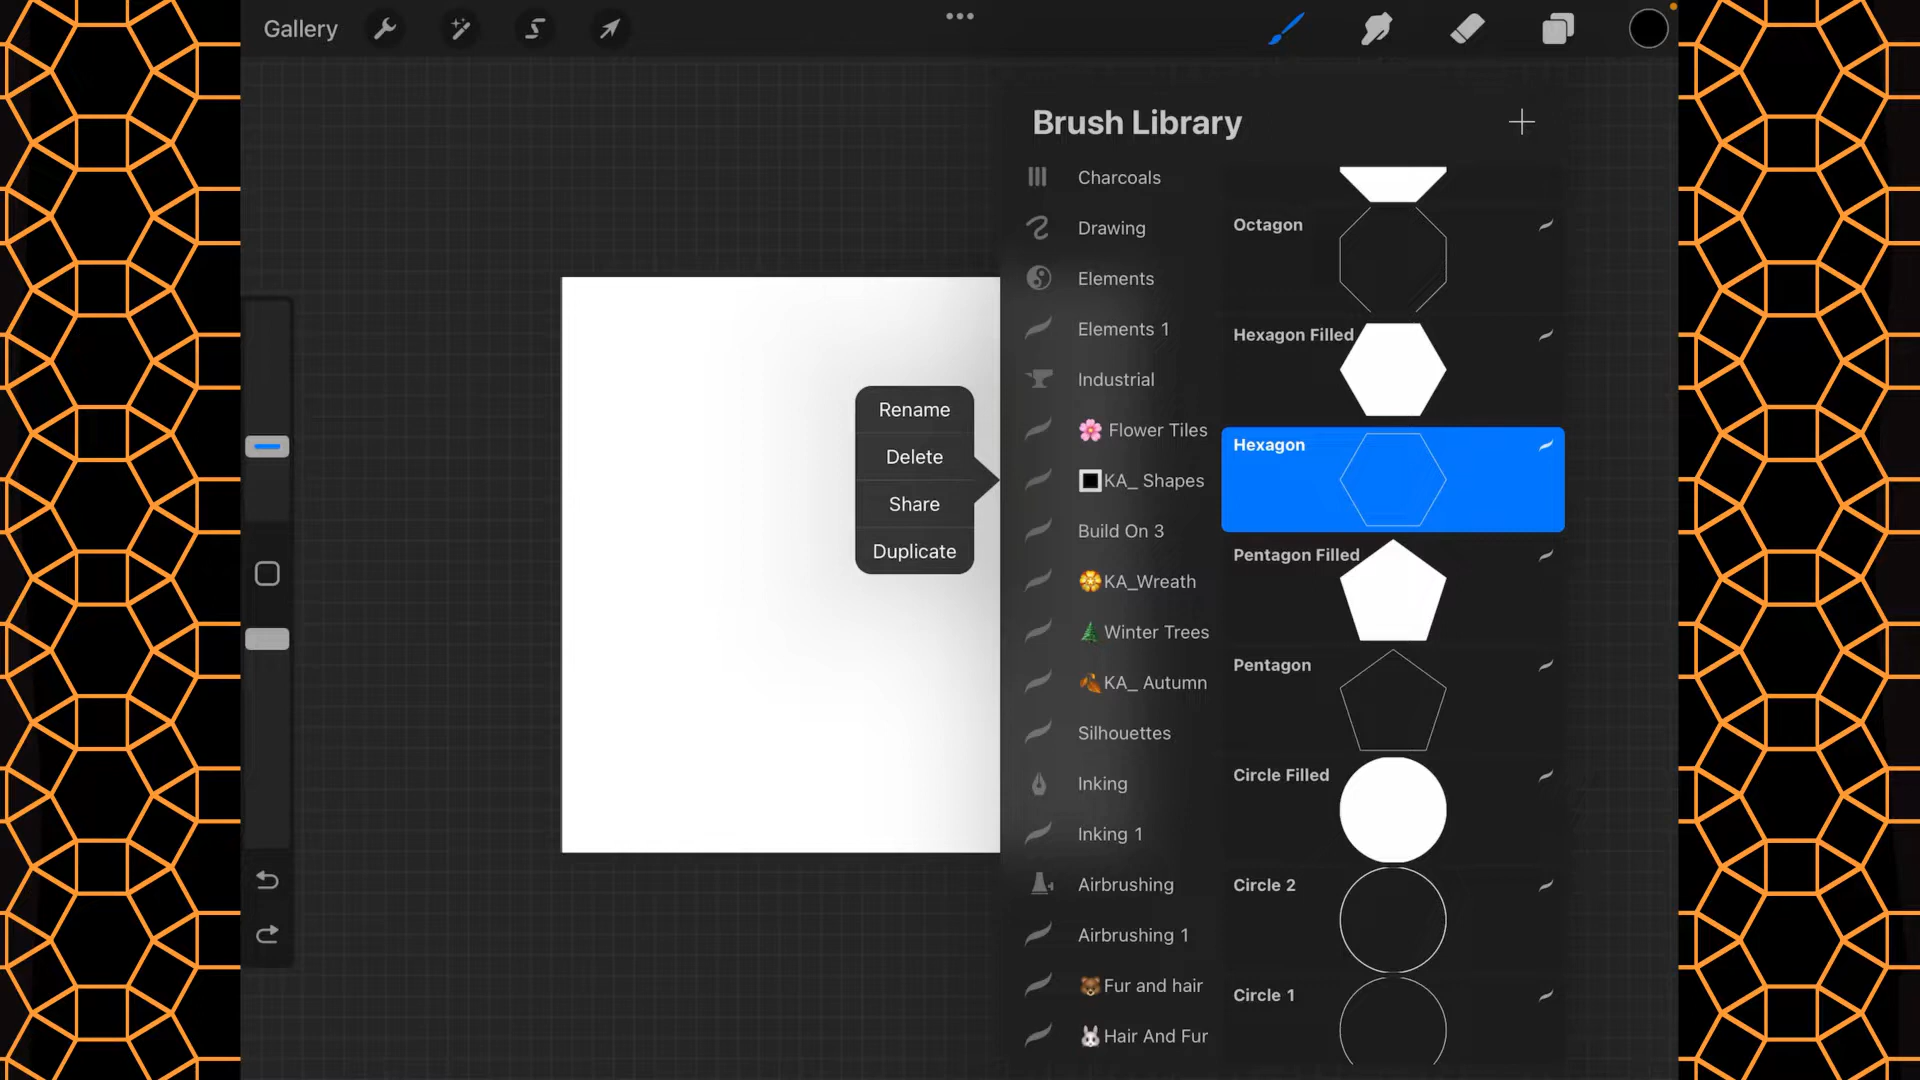 Gallery
Brush Library
Charcoals
Drawing
Elements
Elements 1
Industrial
🌸 Flower Tiles
🔲KA_ Shapes
Build On 3
🏵️KA_Wreath
🌲Winter Trees
🍂KA_ Autumn
Silhouettes
Inking
Inking 1
Airbrushing
Airbrushing 1
🐻Fur and hair
🐰Hair And Fur
Octagon
Hexagon Filled
Hexagon
Pentagon Filled
Pentagon
Circle Filled
Circle 2
Circle 1
Rename
Delete
Share
Duplicate